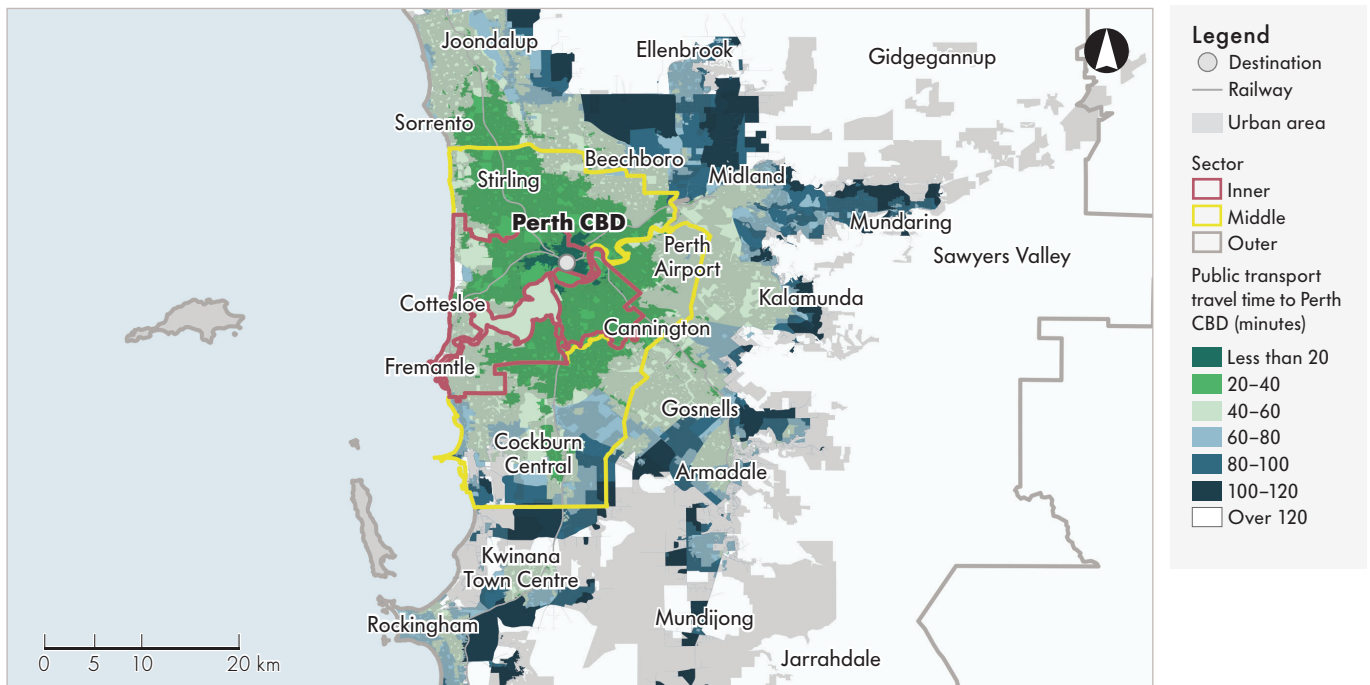 Joondalup
Ellenbrook
Gidgegannup
Sorrento
Beechboro
Stirling
Midland
Perth CBD
Mundaring
Perth
Airport
Sawyers Valley
Cottesloe
Kalamunda
Cannington
Fremantle
Gosnells
Cockburn
Central
Armadale
Kwinana
Town Centre
Rockingham
Mundijong
Jarrahdale
0 5 10 20 km
Legend
Destination
Railway
Urban area
Sector
Inner
Middle
Outer
Public transport
travel time to Perth
CBD (minutes)
Less than 20
20–40
40–60
60–80
80–100
100–120
Over 120